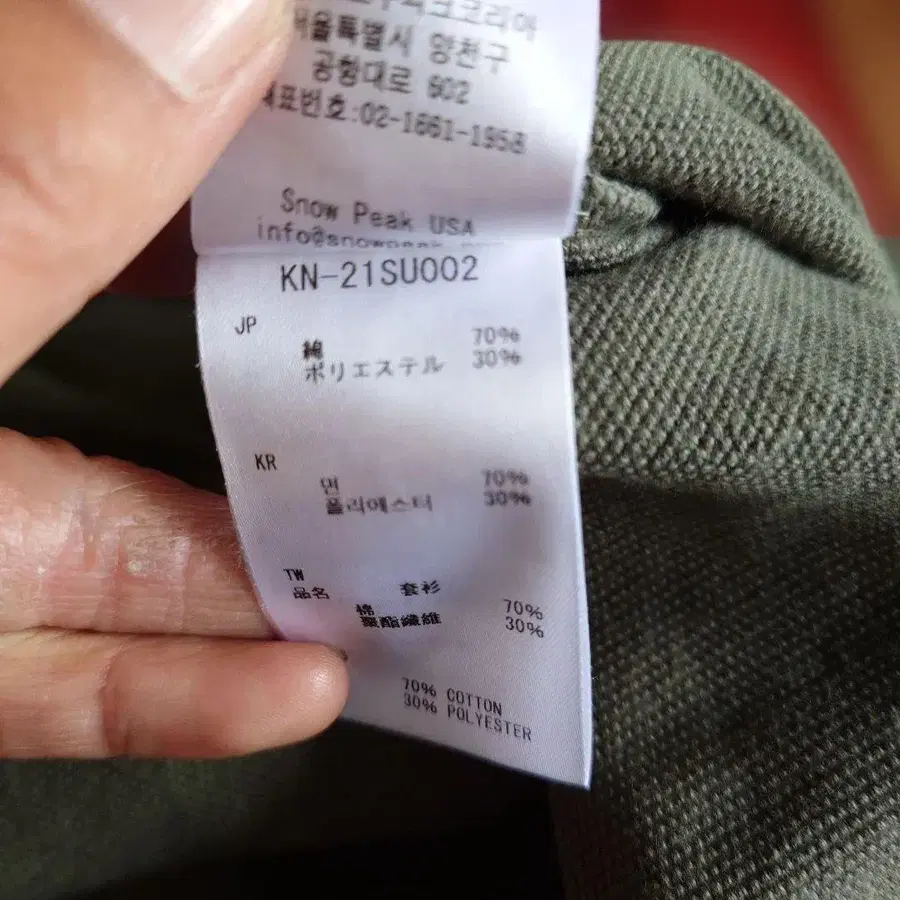 코리아
서울특별시 양천구
공항대로 602
대표번호:02-1661-1958
Snow Peak USA
KN-21SU002
JP
綿 70%
ポリエステル 30%
KR
면 70%
폴리에스터 30%
TW
品名 套衫
棉 70%
聚酯纖維 30%
70% COTTON
30% POLYESTER